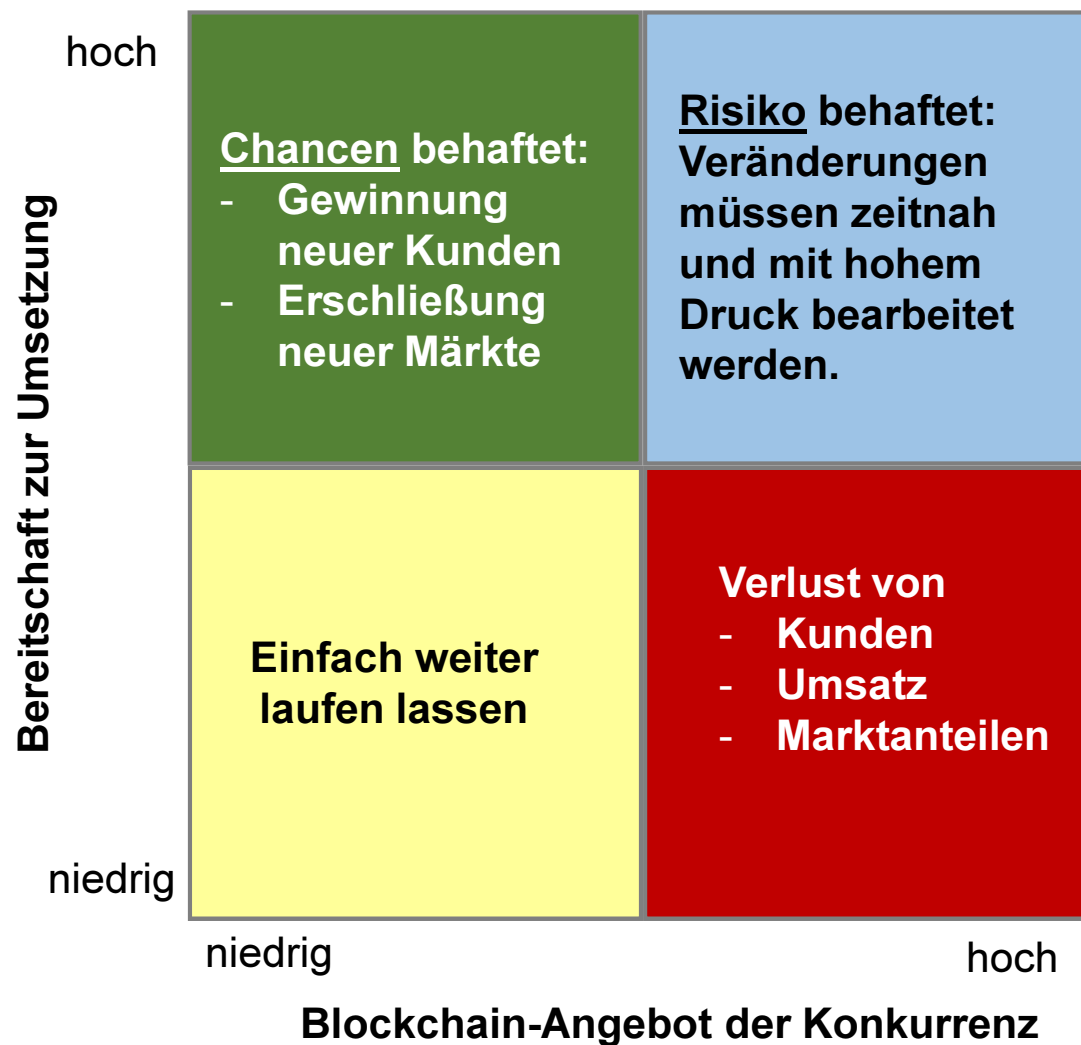 hoch
Chancen behaftet:
- Gewinnung
neuer Kunden
- Erschließung
neuer Märkte
Risiko behaftet:
Veränderungen
müssen zeitnah
und mit hohem
Druck bearbeitet
werden.
Bereitschaft zur Umsetzung
Einfach weiter
laufen lassen
Verlust von
- Kunden
- Umsatz
- Marktanteilen
niedrig
niedrig
hoch
Blockchain-Angebot der Konkurrenz